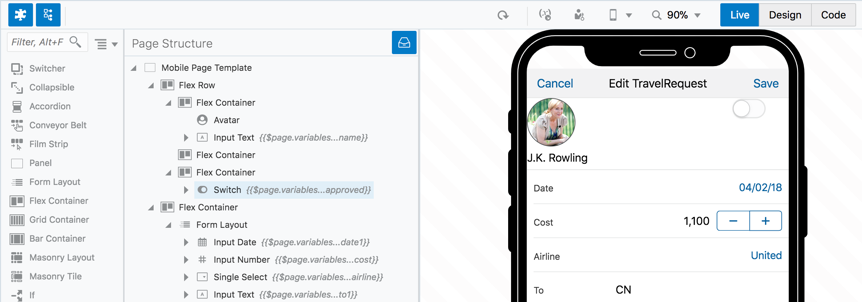 90%
Live
Design
Code
Filter, Alt+F
Switcher
Collapsible
Accordion
Conveyor Belt
Film Strip
Panel
Form Layout
Flex Container
Grid Container
Bar Container
Masonry Layout
Masonry Tile
If
Page Structure
Mobile Page Template
Flex Row
Flex Container
Avatar
Input Text {{$page.variables...name}}
Flex Container
Flex Container
Switch {{$page.variables...approved}}
Flex Container
Form Layout
Input Date {{$page.variables...date1}}
Input Number {{$page.variables...cost}}
Single Select {{$page.variables...airline}}
Input Text {{$page.variables...to1}}
Cancel Edit TravelRequest Save
J.K. Rowling
Date 04/02/18
Cost 1,100 − +
Airline United
To CN